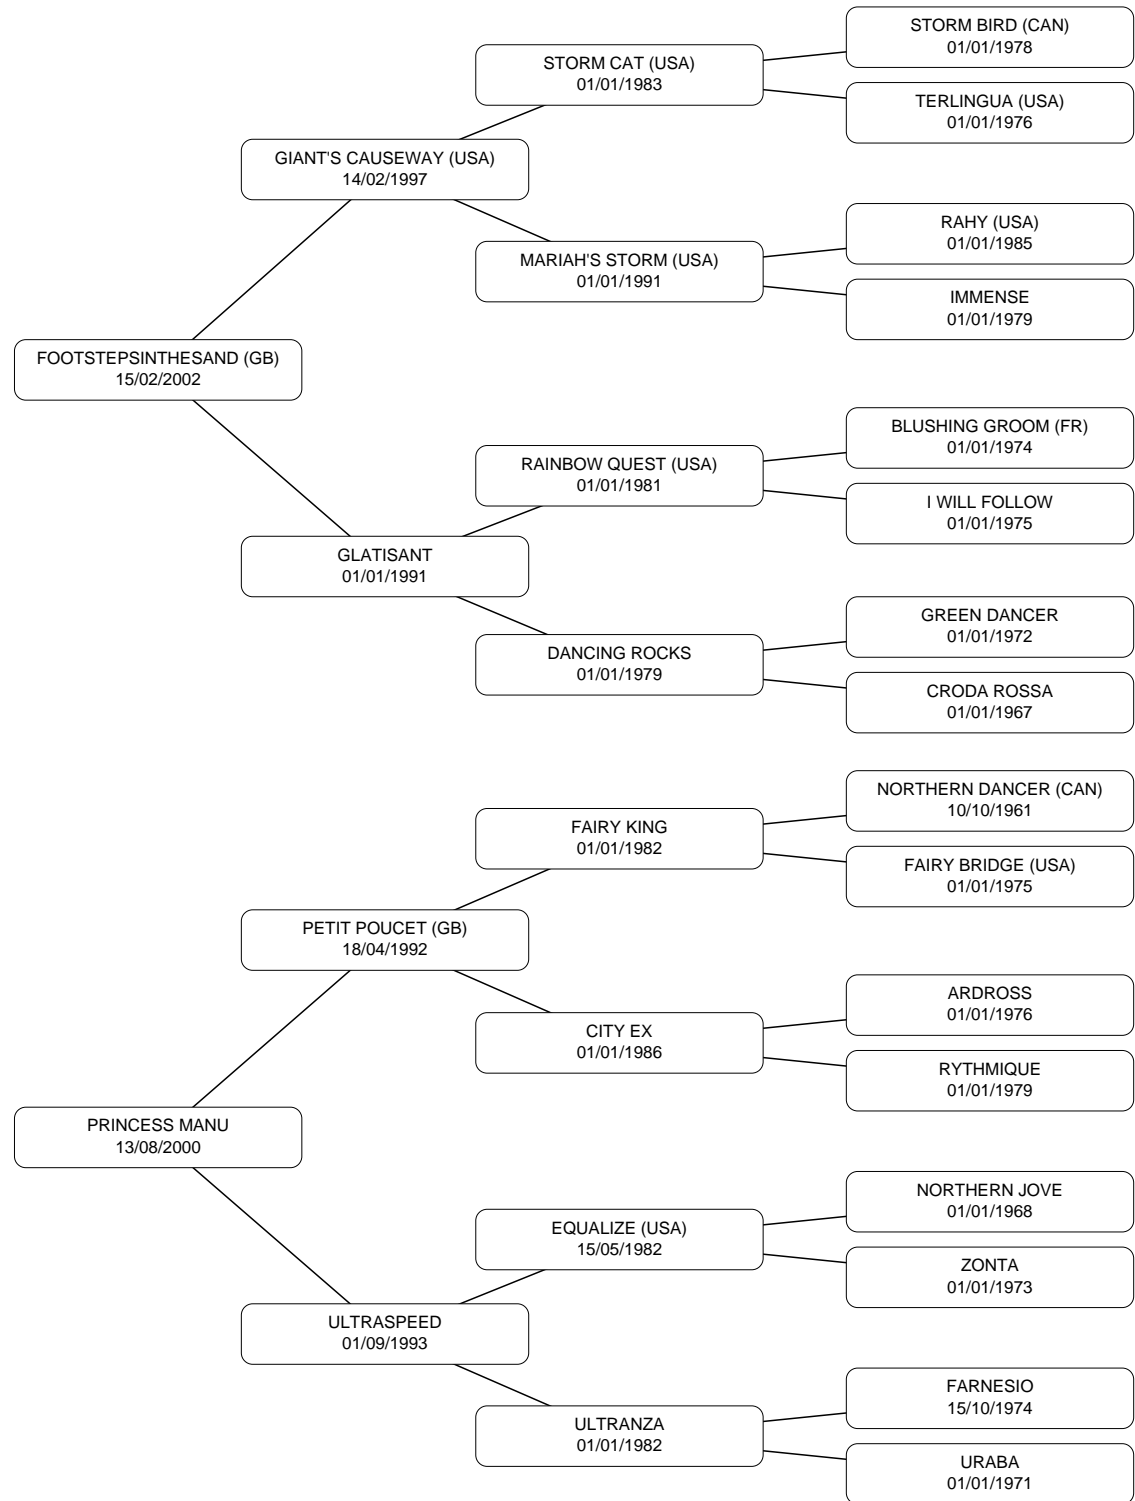 STORM BIRD (CAN)
01/01/1978
STORM CAT (USA)
01/01/1983
TERLINGUA (USA)
01/01/1976
GIANT'S CAUSEWAY (USA)
14/02/1997
RAHY (USA)
01/01/1985
MARIAH'S STORM (USA)
01/01/1991
IMMENSE
01/01/1979
FOOTSTEPSINTHESAND (GB)
15/02/2002
BLUSHING GROOM (FR)
01/01/1974
RAINBOW QUEST (USA)
01/01/1981
I WILL FOLLOW
01/01/1975
GLATISANT
01/01/1991
GREEN DANCER
01/01/1972
DANCING ROCKS
01/01/1979
CRODA ROSSA
01/01/1967
NORTHERN DANCER (CAN)
10/10/1961
FAIRY KING
01/01/1982
FAIRY BRIDGE (USA)
01/01/1975
PETIT POUCET (GB)
18/04/1992
ARDROSS
01/01/1976
CITY EX
01/01/1986
RYTHMIQUE
01/01/1979
PRINCESS MANU
13/08/2000
NORTHERN JOVE
01/01/1968
EQUALIZE (USA)
15/05/1982
ZONTA
01/01/1973
ULTRASPEED
01/09/1993
FARNESIO
15/10/1974
ULTRANZA
01/01/1982
URABA
01/01/1971